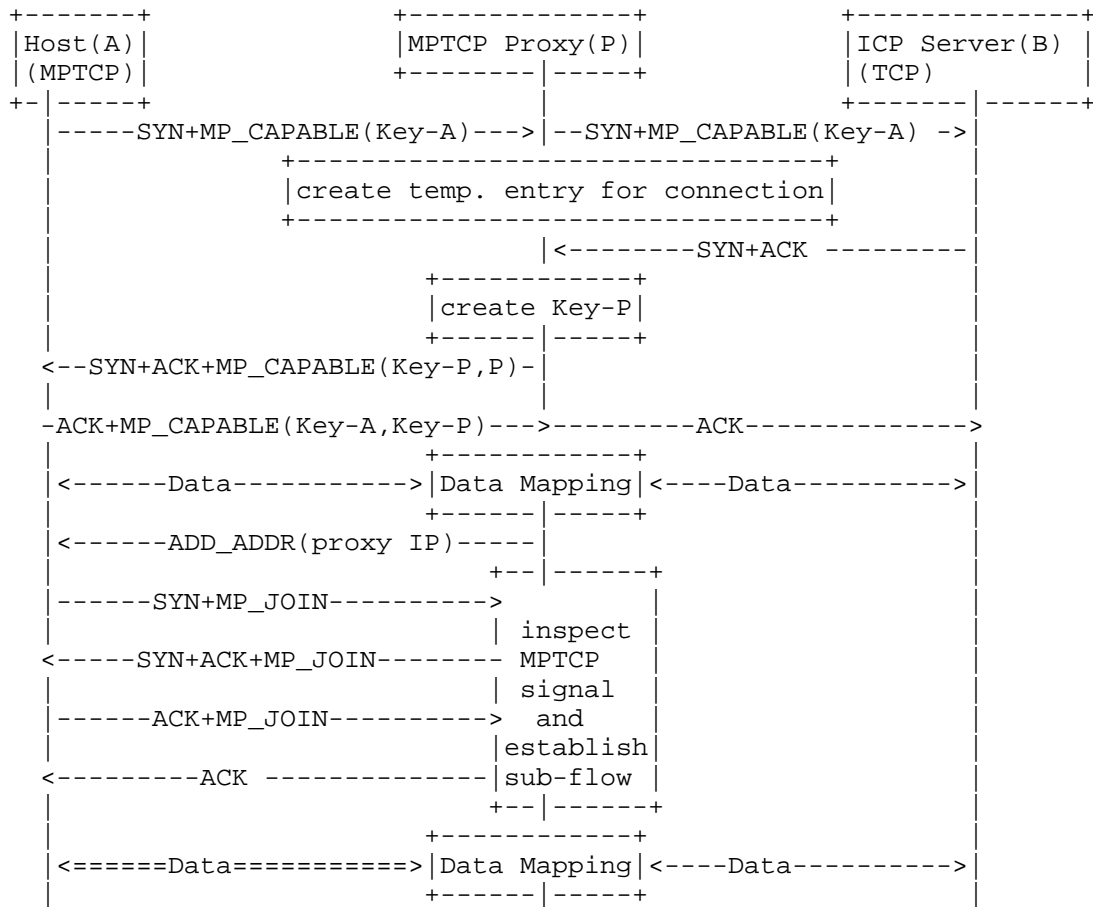 Host(A) MPTCP Proxy(P) ICP Server(B)
(MPTCP) (TCP)
SYN+MP_CAPABLE(Key-A) SYN+MP_CAPABLE(Key-A)
create temp. entry for connection
SYN+ACK
create Key-P
SYN+ACK+MP_CAPABLE(Key-P,P)
ACK+MP_CAPABLE(Key-A,Key-P) ACK
Data Data Mapping Data
ADD_ADDR(proxy IP)
SYN+MP_JOIN
inspect
SYN+ACK+MP_JOIN MPTCP
signal
ACK+MP_JOIN and
establish
ACK sub-flow
Data Data Mapping Data